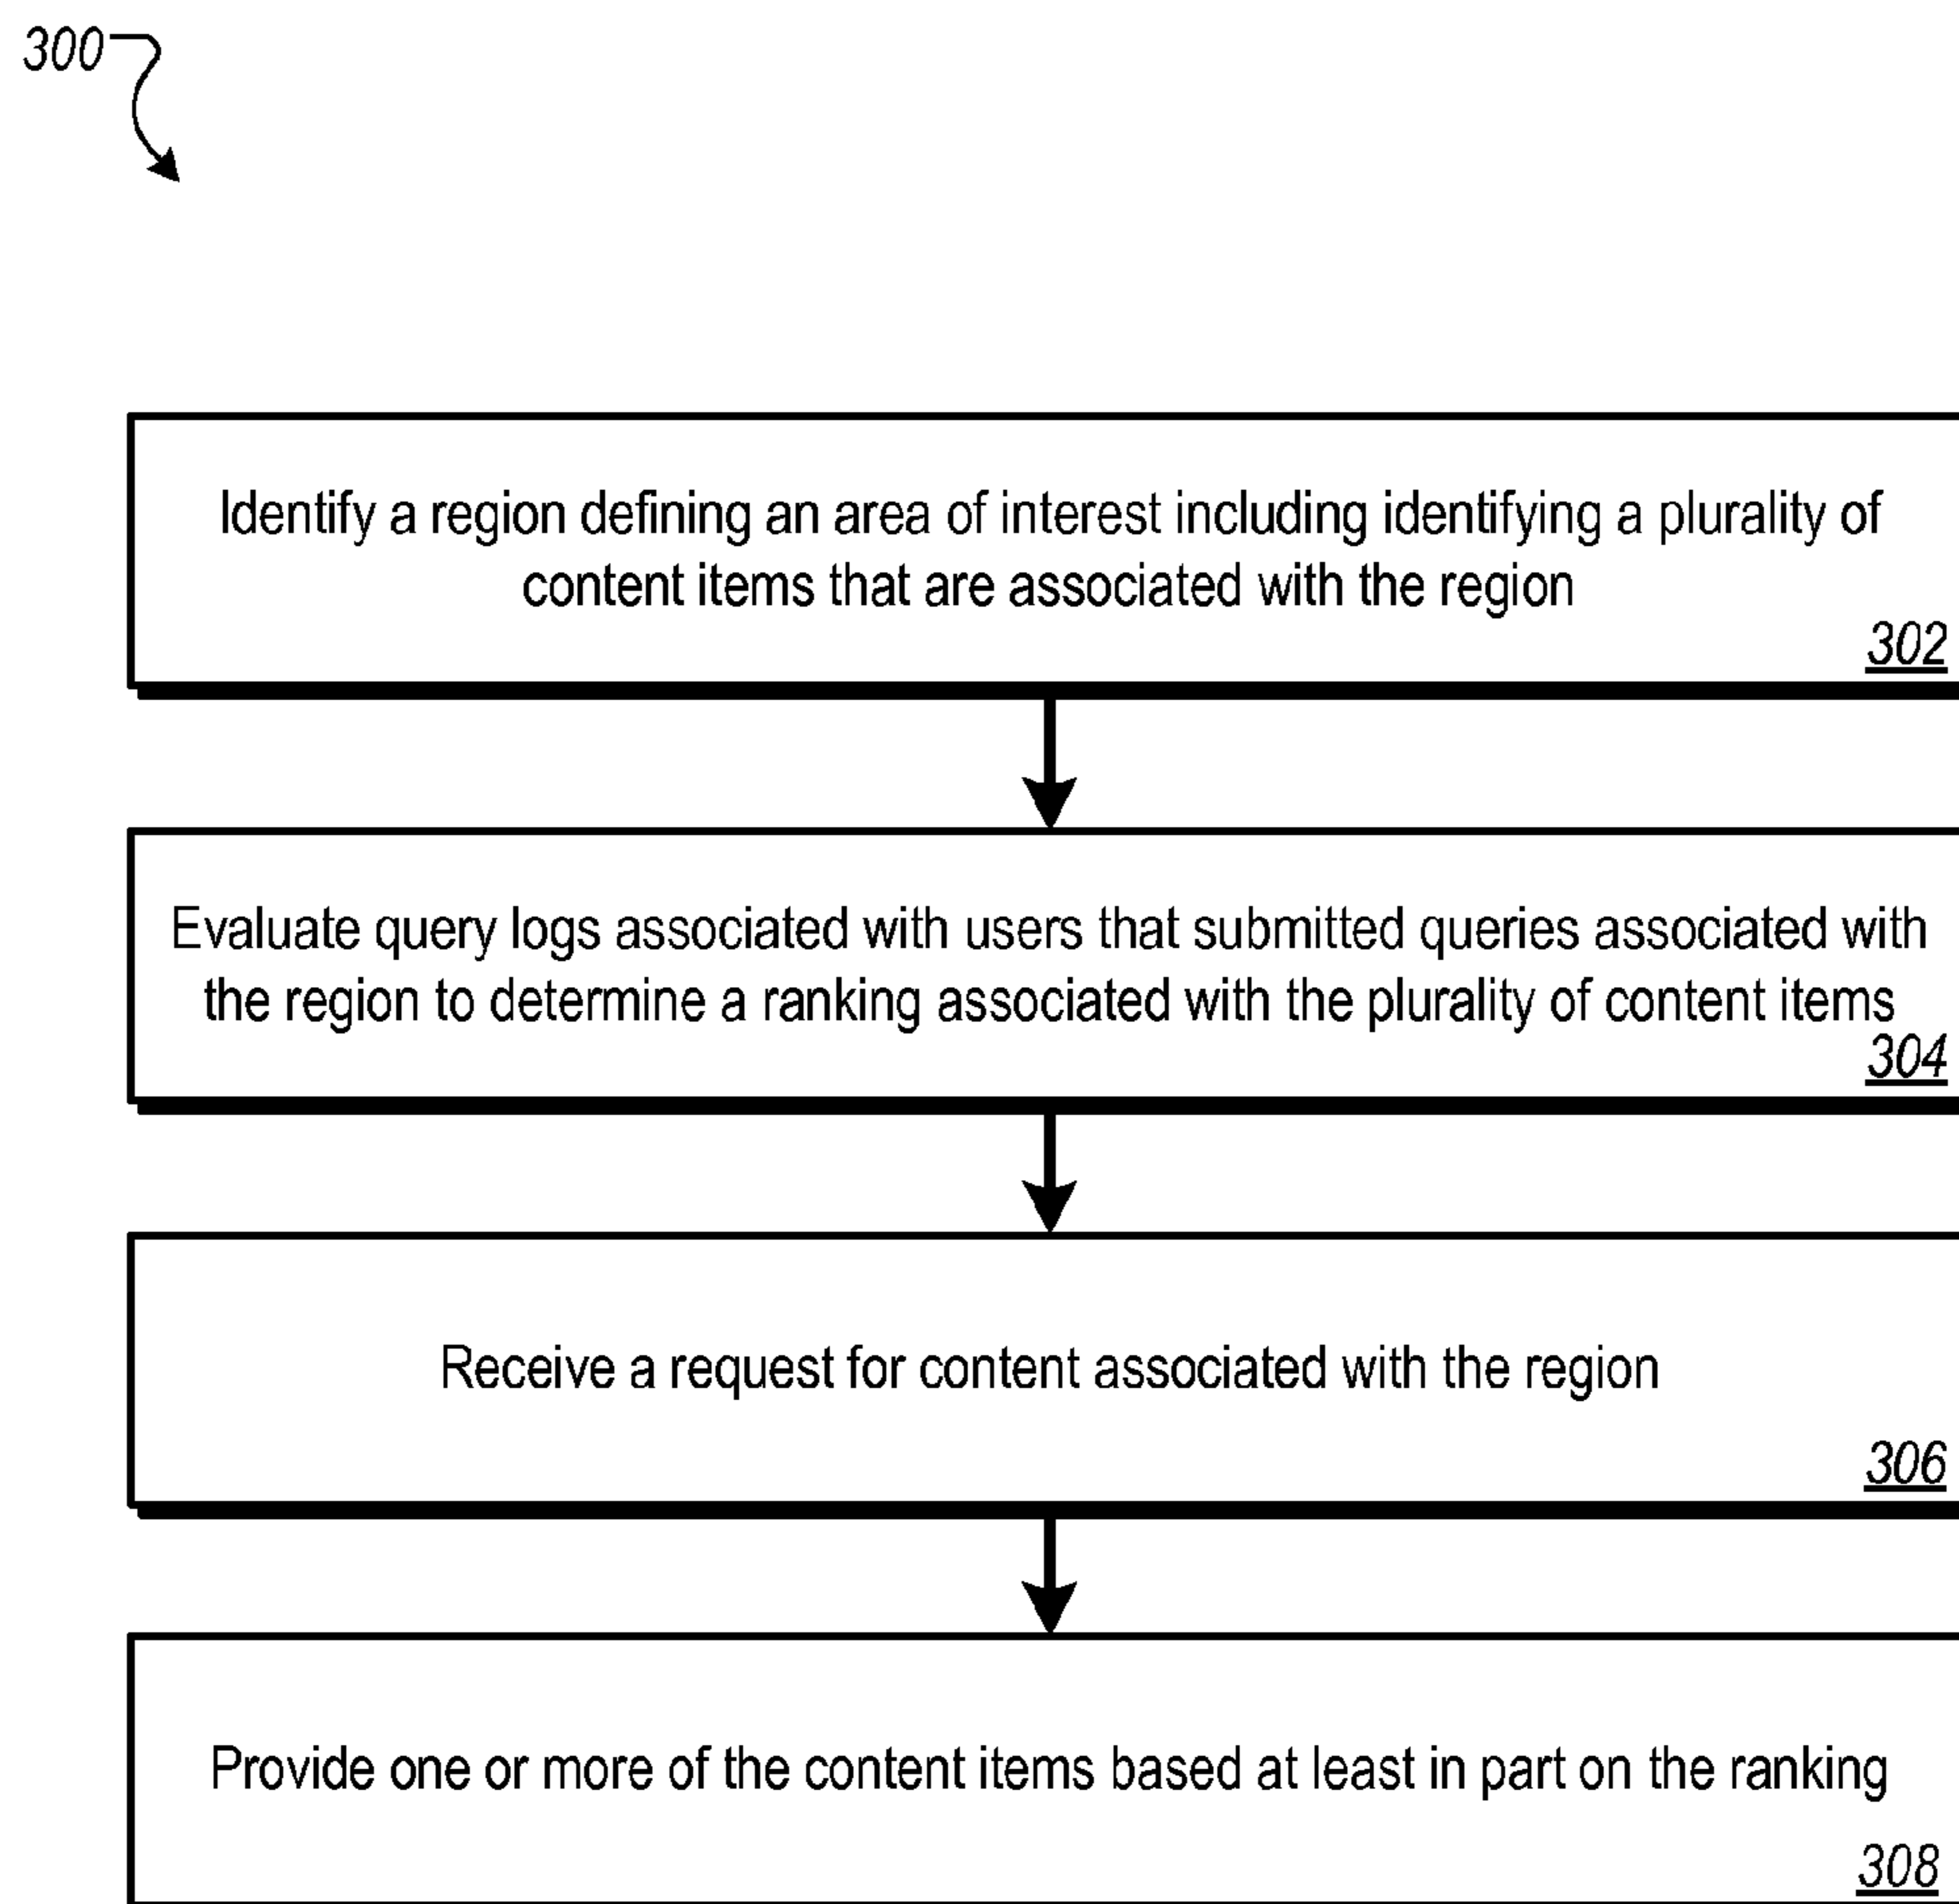 300
Identify a region defining an area of interest including identifying a plurality of
content items that are associated with the region
302
Evaluate query logs associated with users that submitted queries associated with
the region to determine a ranking associated with the plurality of content items
304
Receive a request for content associated with the region
306
Provide one or more of the content items based at least in part on the ranking
308